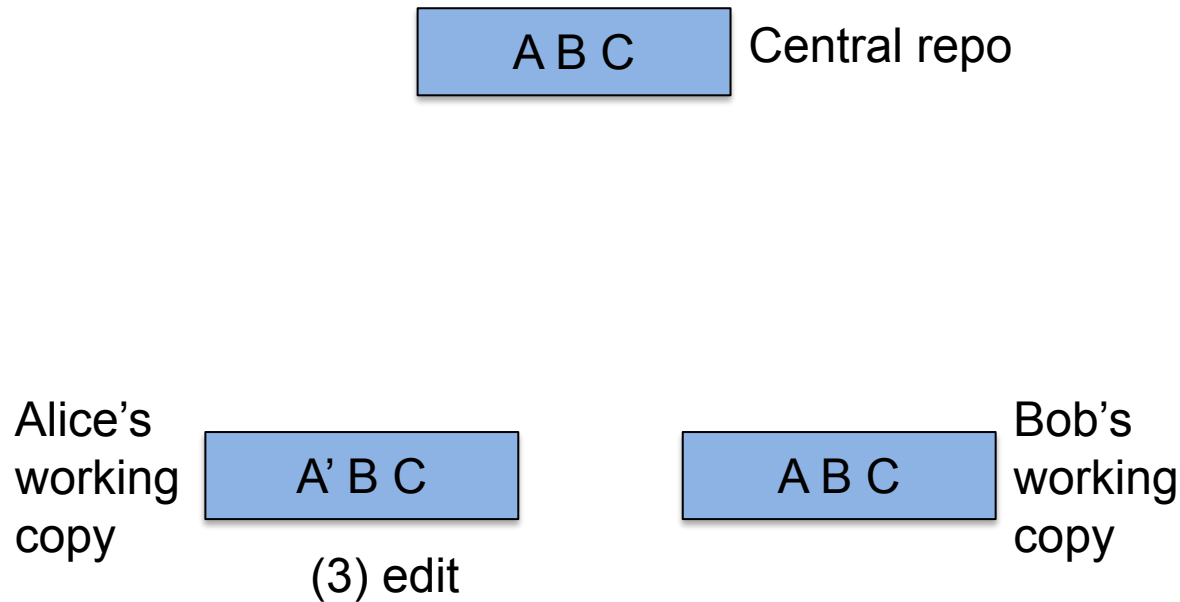 A B C
Central repo
Alice’s
working
copy
A’ B C
(3) edit
A B C
Bob’s
working
copy